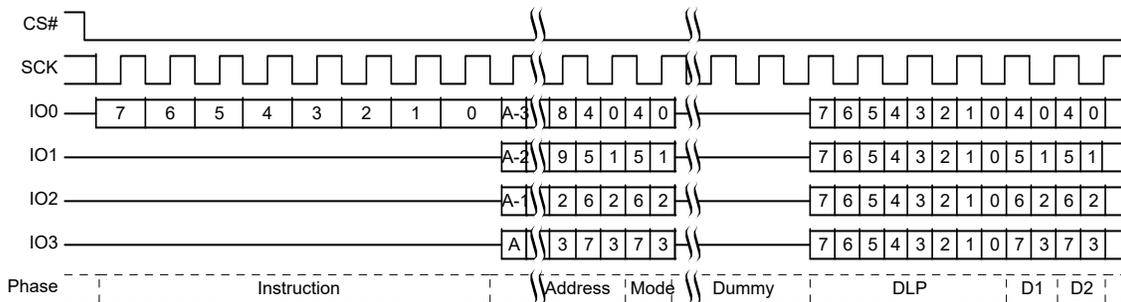 CS#
SCK
IO0 7 6 5 4 3 2 1 0 A-3 8 4 0 4 0 7 6 5 4 3 2 1 0 4 0 4 0
IO1 A-2 9 5 1 5 1 7 6 5 4 3 2 1 0 5 1 5 1
IO2 A-1 2 6 2 6 2 7 6 5 4 3 2 1 0 6 2 6 2
IO3 A 3 7 3 7 3 7 6 5 4 3 2 1 0 7 3 7 3
Phase Instruction Address Mode Dummy DLP D1 D2